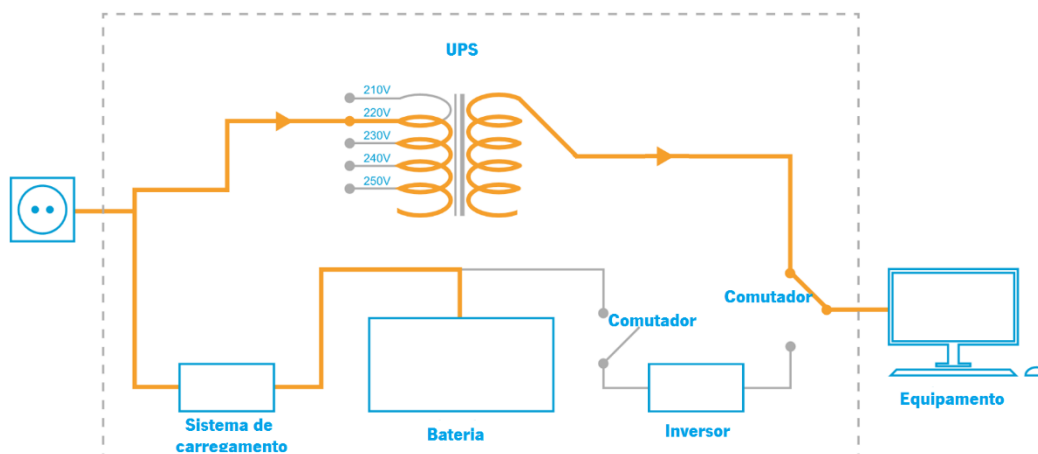 UPS
210V
220V
230V
240V
250V
Comutador
Comutador
Sistema de
carregamento
Bateria
Inversor
Equipamento